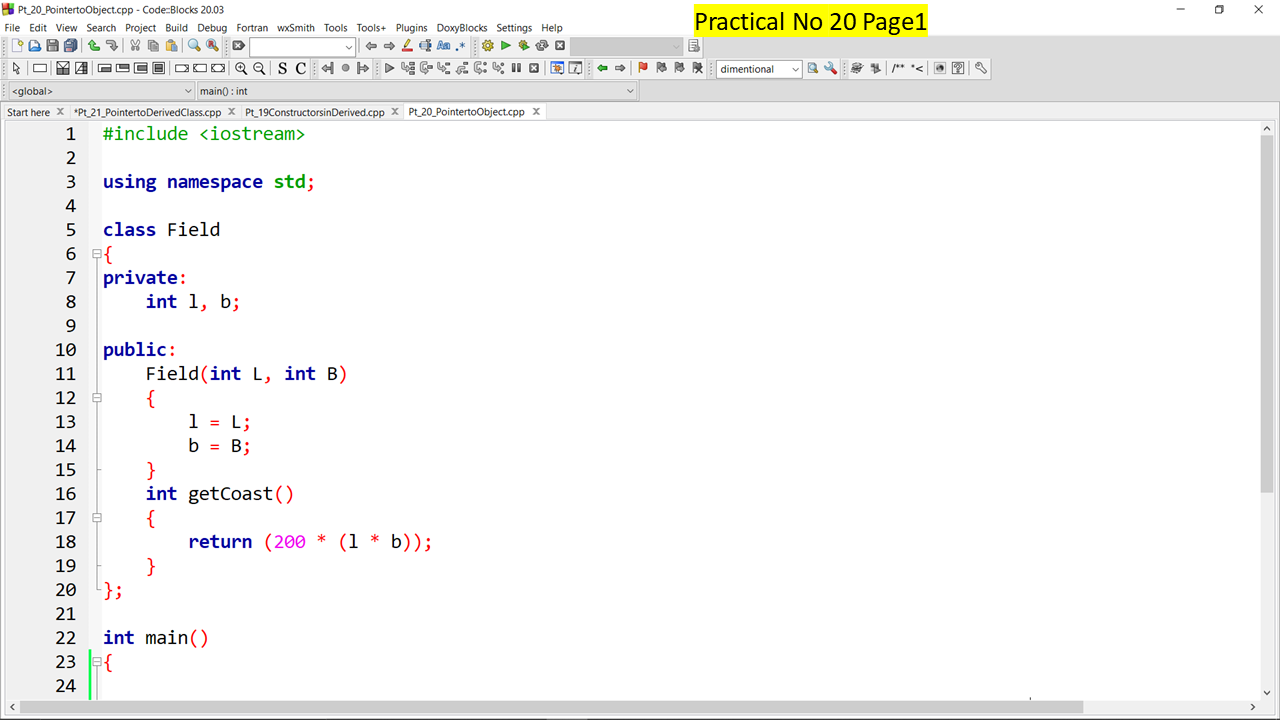 Pt_20_PointertoObject.cpp - Code::Blocks 20.03
Practical No 20 Page1
File Edit View Search Project Build Debug Fortran wxSmith Tools Tools+ Plugins DoxyBlocks Settings Help
S C dimentional /** *<
<global> main() : int
Start here *Pt_21_PointertoDerivedClass.cpp Pt_19ConstructorsinDerived.cpp Pt_20_PointertoObject.cpp
1 #include <iostream>
2
3 using namespace std;
4
5 class Field
6 {
7 private:
8 int l, b;
9
10 public:
11 Field(int L, int B)
12 {
13 l = L;
14 b = B;
15 }
16 int getCoast()
17 {
18 return (200 * (l * b));
19 }
20 };
21
22 int main()
23 {
24